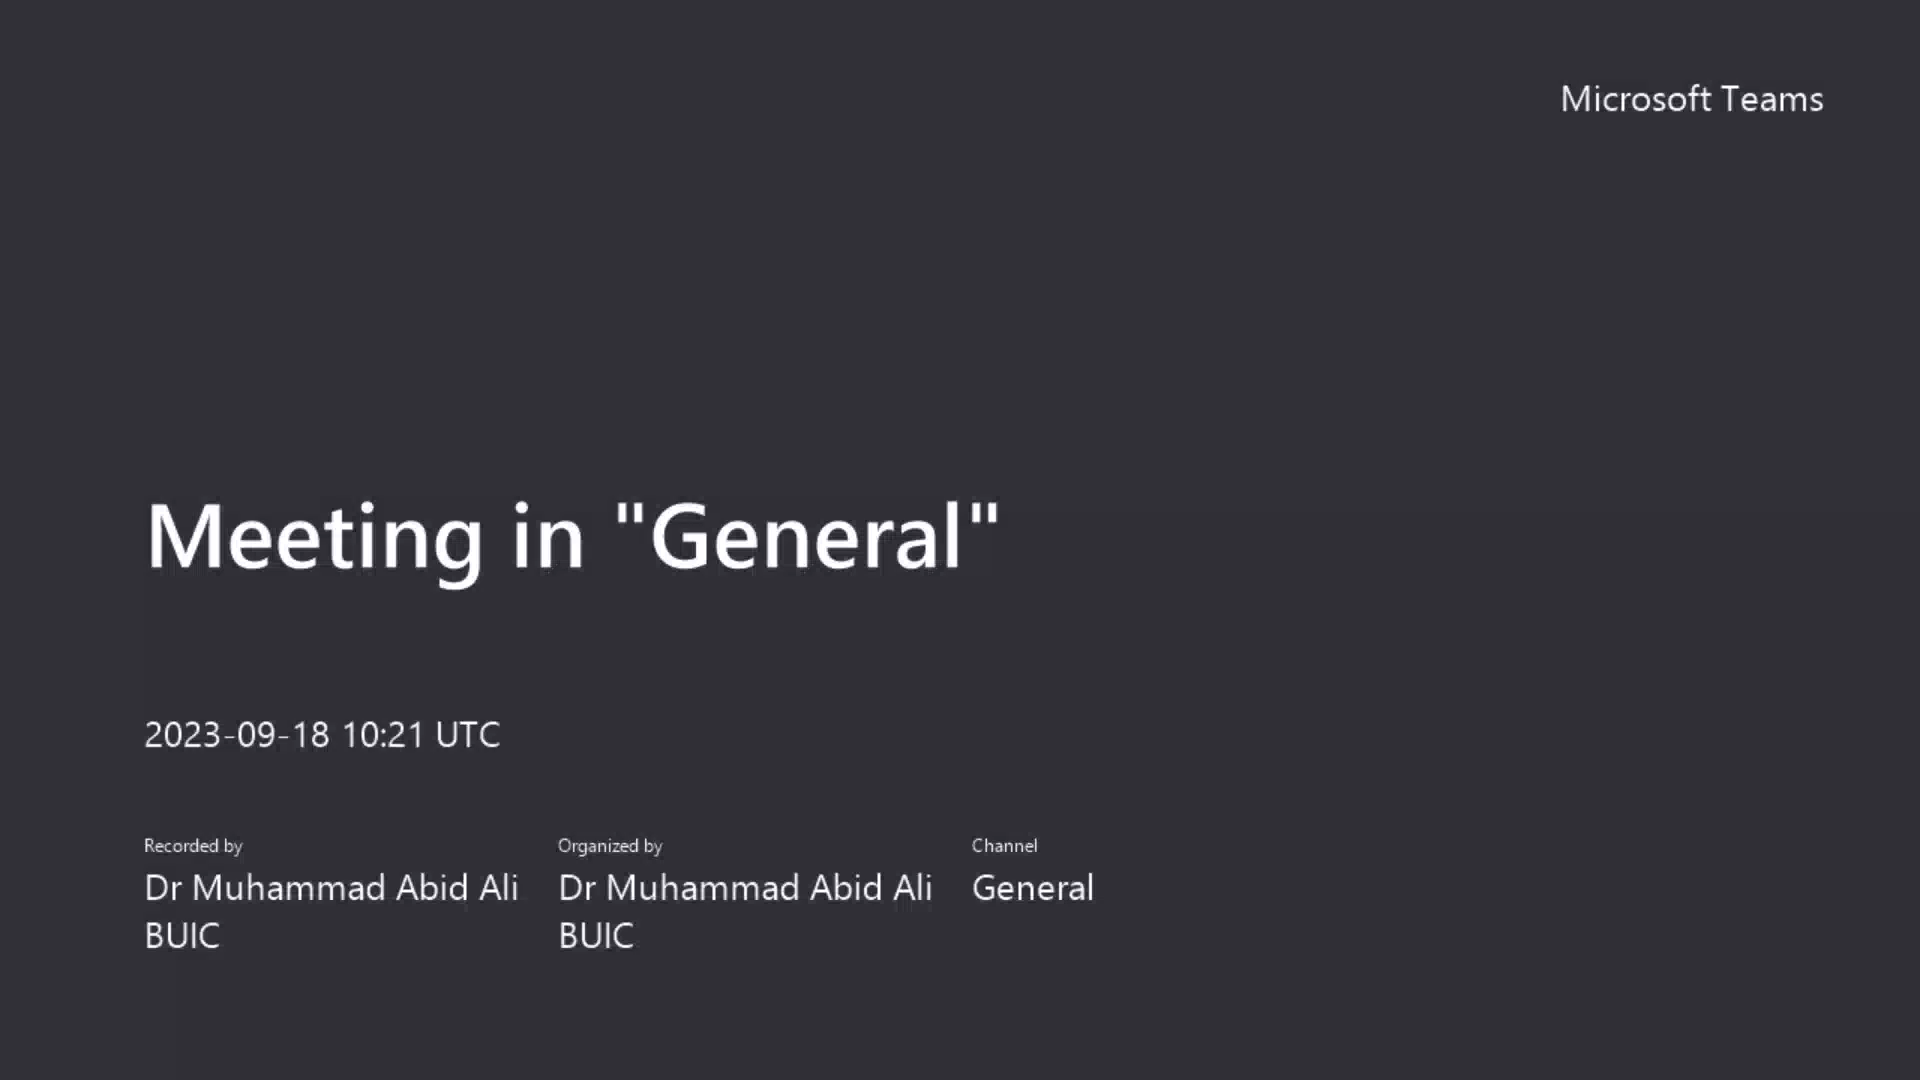 Microsoft Teams
Meeting in "General"
2023-09-18 10:21 UTC
Recorded by
Dr Muhammad Abid Ali
BUIC
Organized by
Dr Muhammad Abid Ali
BUIC
Channel
General